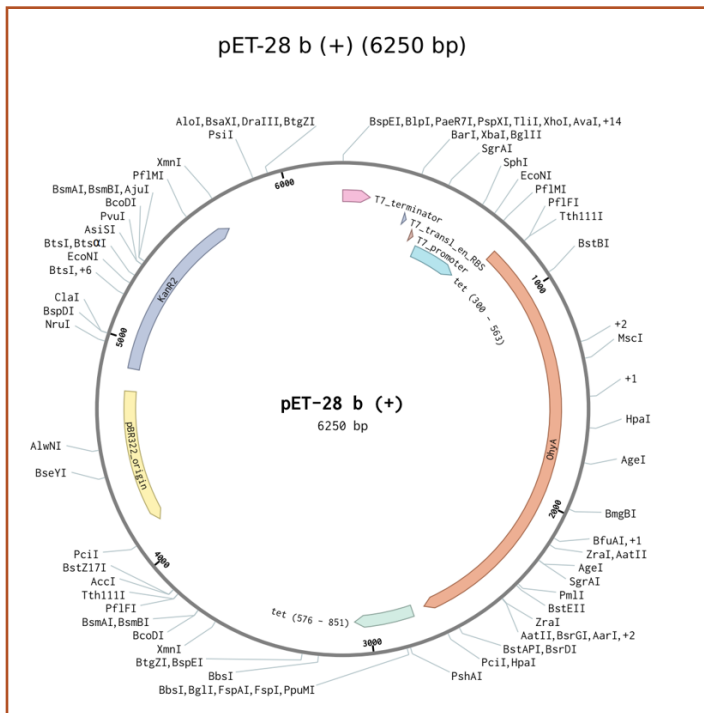 pET-28 b (+) (6250 bp)
AloI,BsaXI,DraIII,BtgZI
PsiI
XmnI
PflMI
BsmAI,BsmBI,AjuI
BcoDI
PvuI
AsiSI
BtsI,BtsαI
EcoNI
BtsI,+6
ClaI
BspDI
NruI
AlwNI
BseYI
PciI
BstZ17I
AccI
Tth111I
PflFI
BsmAI,BsmBI
BcoDI
XmnI
BtgZI,BspEI
BbsI
BbsI,BglI,FspAI,FspI,PpuMI
BspEI,BlpI,PaeR7I,PspXI,TliI,XhoI,AvaI,+14
BarI,XbaI,BglII
SgrAI
SphI
EcoNI
PflMI
PflFI
Tth111I
BstBI
+2
MscI
+1
HpaI
AgeI
BmgBI
BfuAI,+1
ZraI,AatII
AgeI
SgrAI
PmlI
BstEII
ZraI
AatII,BsrGI,AarI,+2
BstAPI,BsrDI
PciI,HpaI
PshAI
6000
1000
2000
3000
4000
5000
T7_terminator
T7_transl_en_RBS
T7_promoter
tet (300 - 563)
OhyA
tet (576 - 851)
pBR322_origin
KanR2
pET-28 b (+)
6250 bp